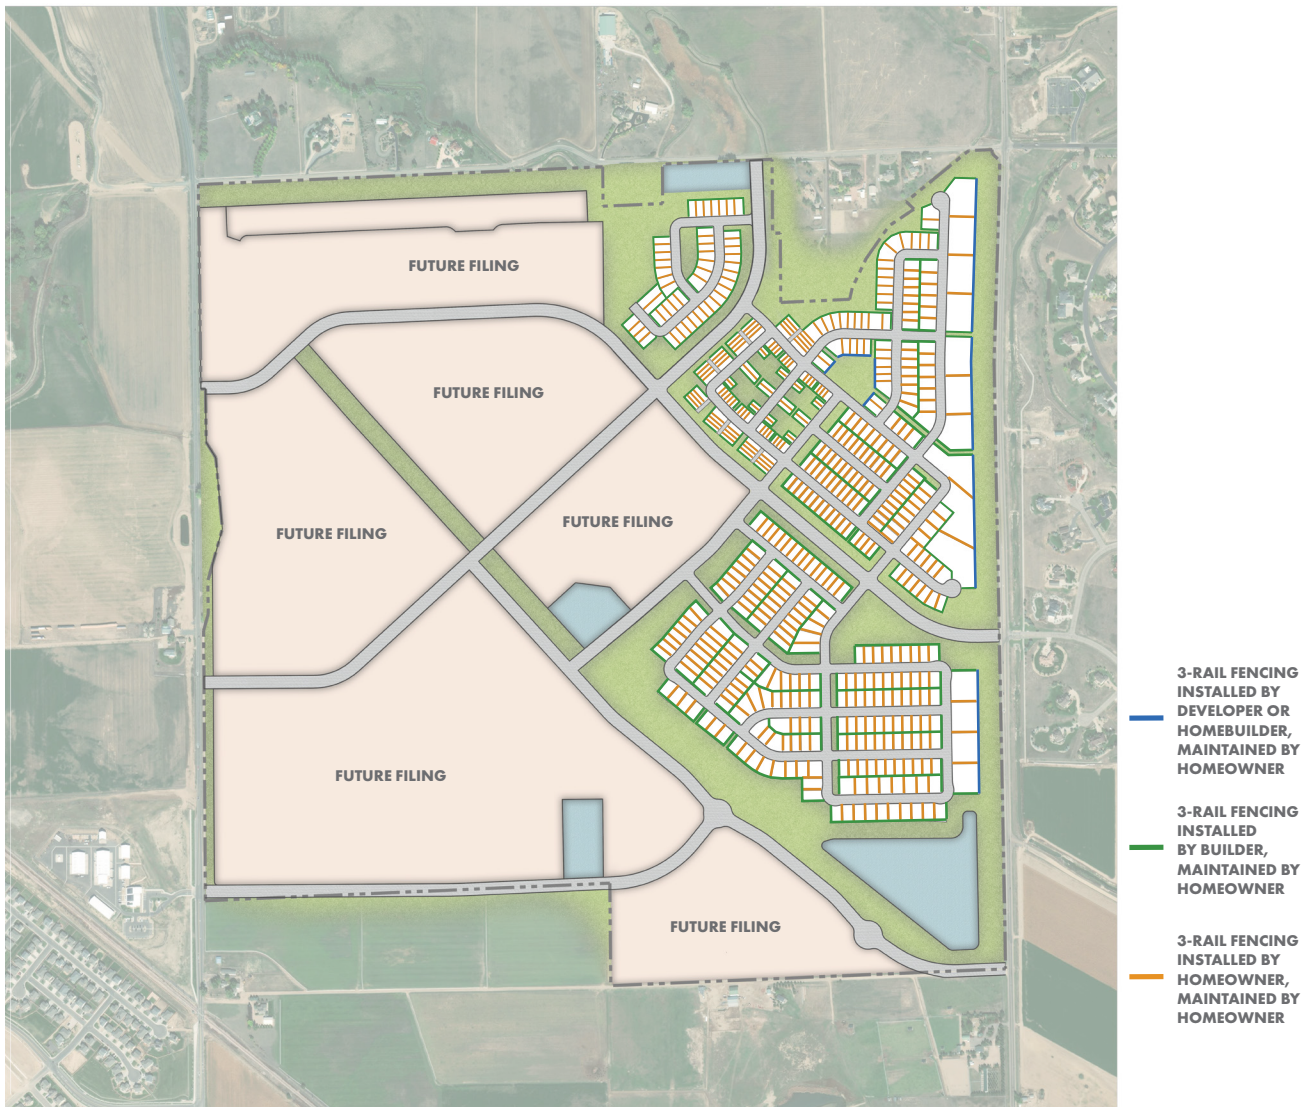 FUTURE FILING
FUTURE FILING
FUTURE FILING
FUTURE FILING
FUTURE FILING
FUTURE FILING
3-RAIL FENCING
INSTALLED BY
DEVELOPER OR
HOMEBUILDER,
MAINTAINED BY
HOMEOWNER
3-RAIL FENCING
INSTALLED
BY BUILDER,
MAINTAINED BY
HOMEOWNER
3-RAIL FENCING
INSTALLED BY
HOMEOWNER,
MAINTAINED BY
HOMEOWNER